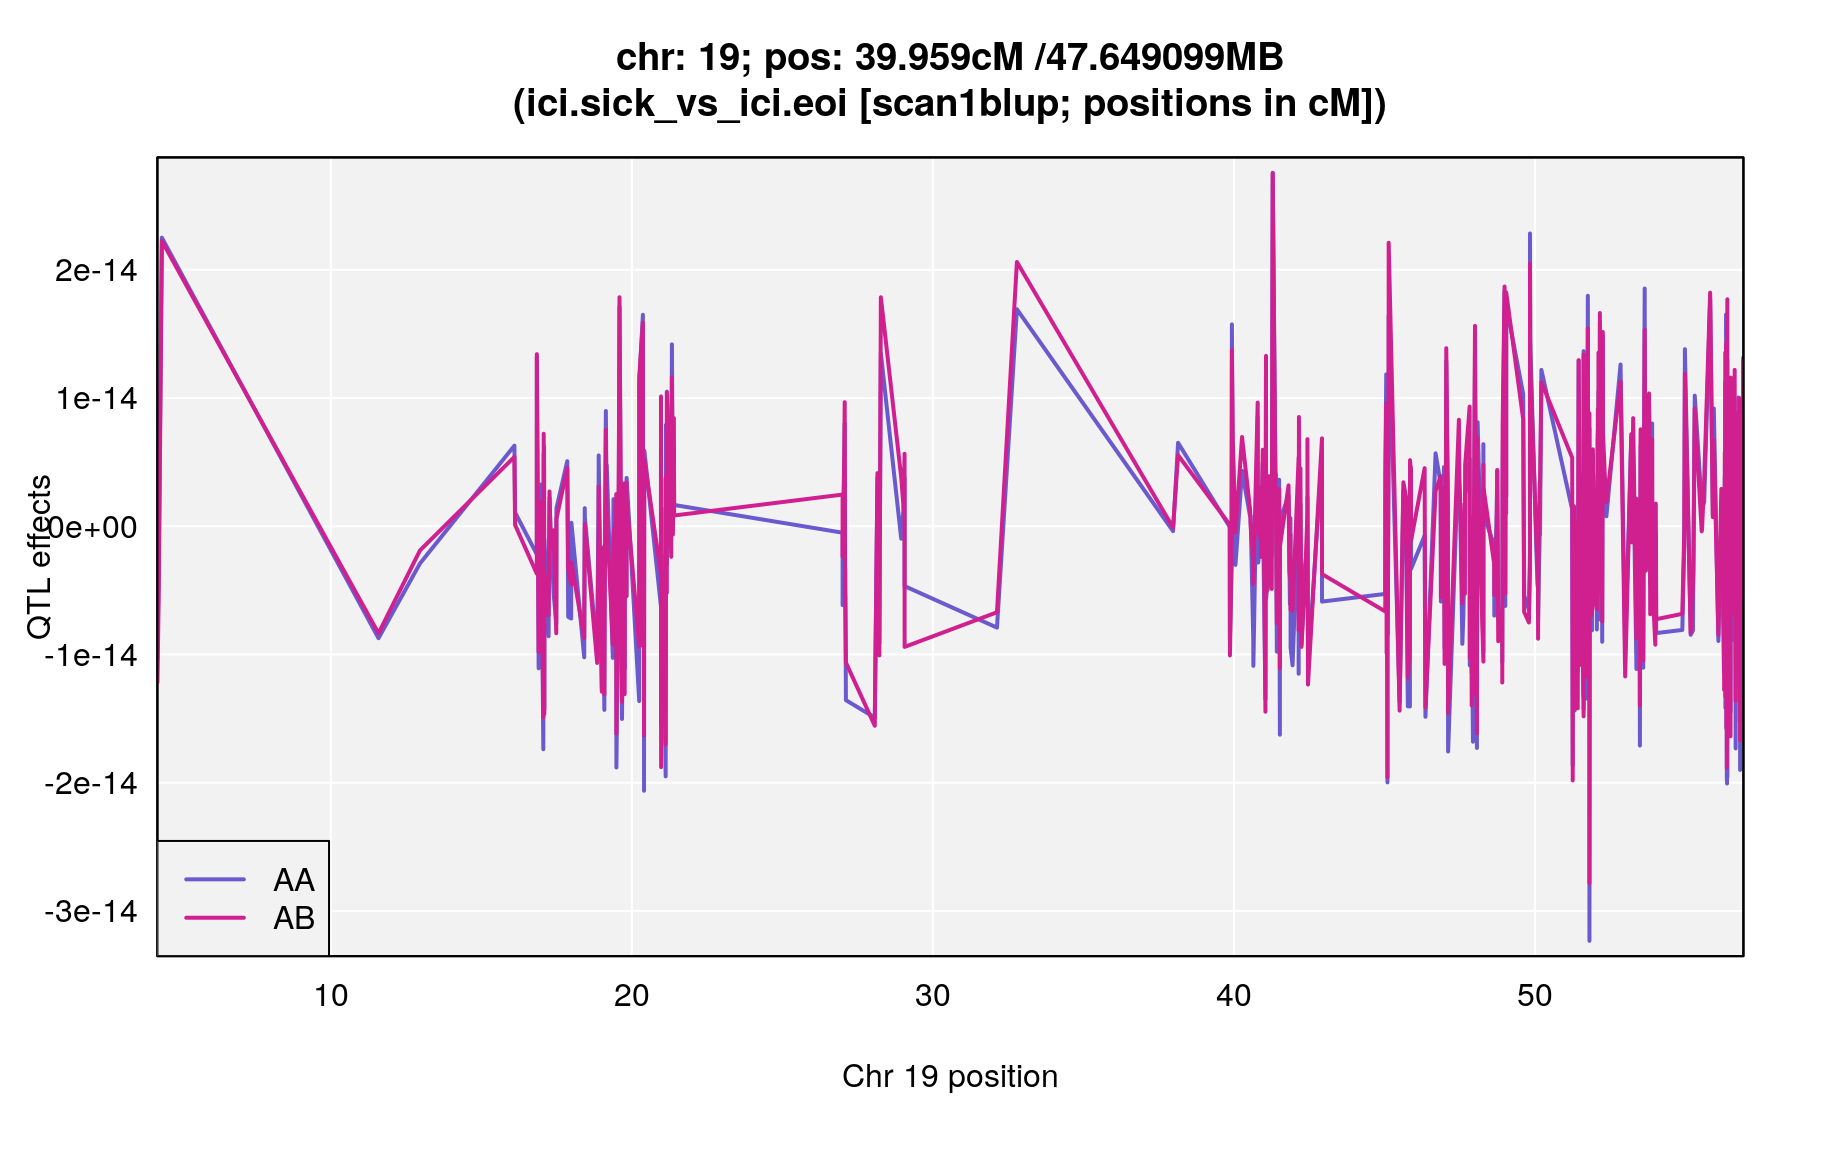 chr: 19; pos: 39.959cM /47.649099MB
(ici.sick_vs_ici.eoi [scan1blup; positions in cM])
QTL effects
2e-14
1e-14
0e+00
-1e-14
-2e-14
-3e-14
AA
AB
10 20 30 40 50
Chr 19 position